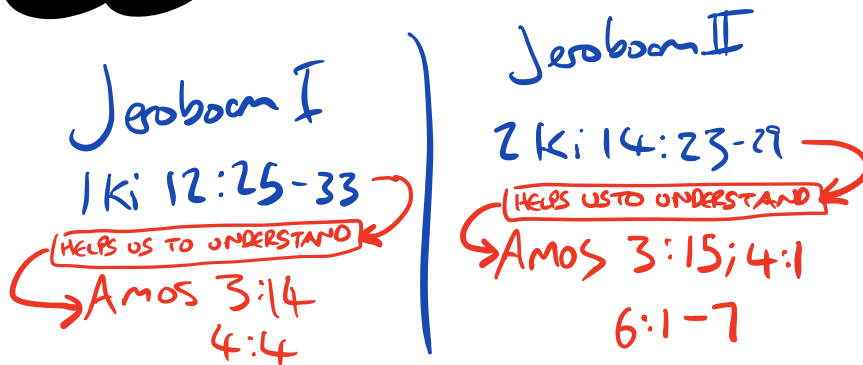 Jeroboam I
1 Ki 12:25-33
HELPS US TO UNDERSTAND
Amos 3:14
4:4
Jeroboam II
2 Ki 14:23-29
HELPS US TO UNDERSTAND
Amos 3:15; 4:1
6:1-7